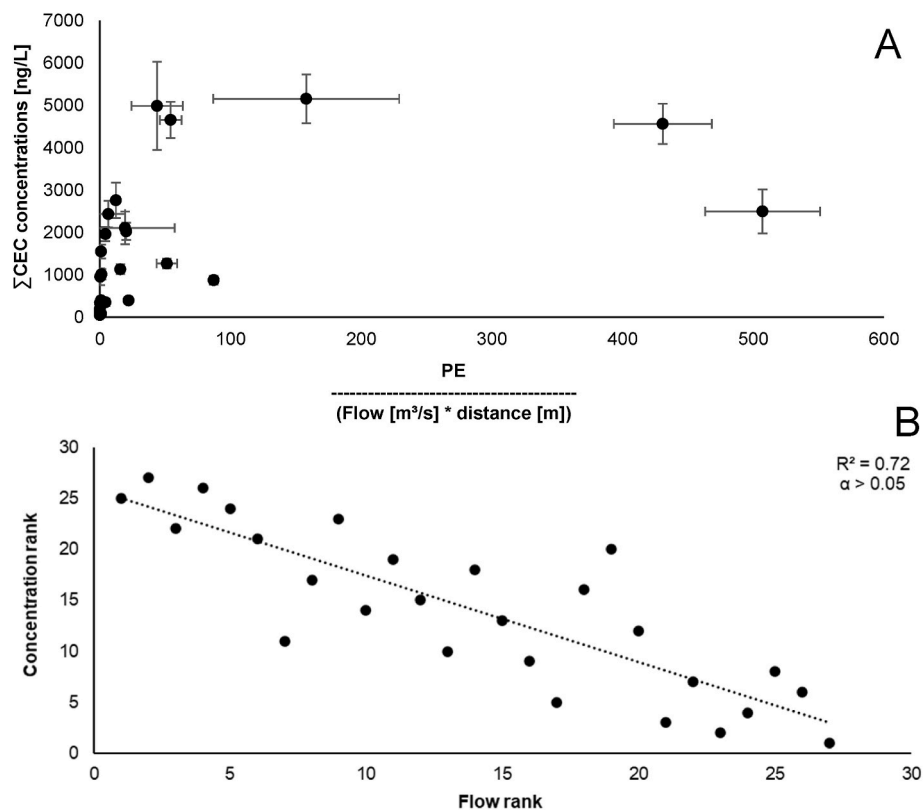 A
∑CEC concentrations [ng/L]
7000
6000
5000
4000
3000
2000
1000
0
0 100 200 300 400 500 600
PE
-----------------------------------------
(Flow [m³/s] * distance [m])
B
R² = 0.72
α > 0.05
Concentration rank
30
25
20
15
10
5
0
0 5 10 15 20 25 30
Flow rank